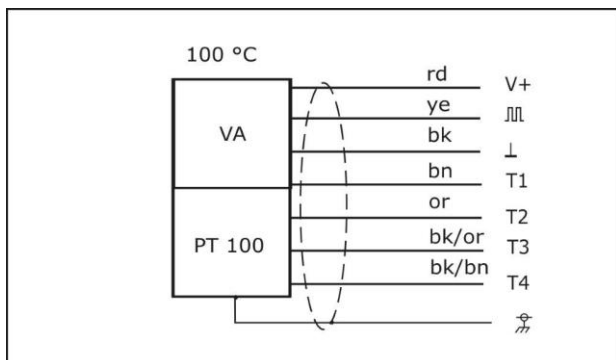 100 °C
rd V+
VA
ye
bk ⊥
bn T1
or T2
PT 100
bk/or T3
bk/bn T4